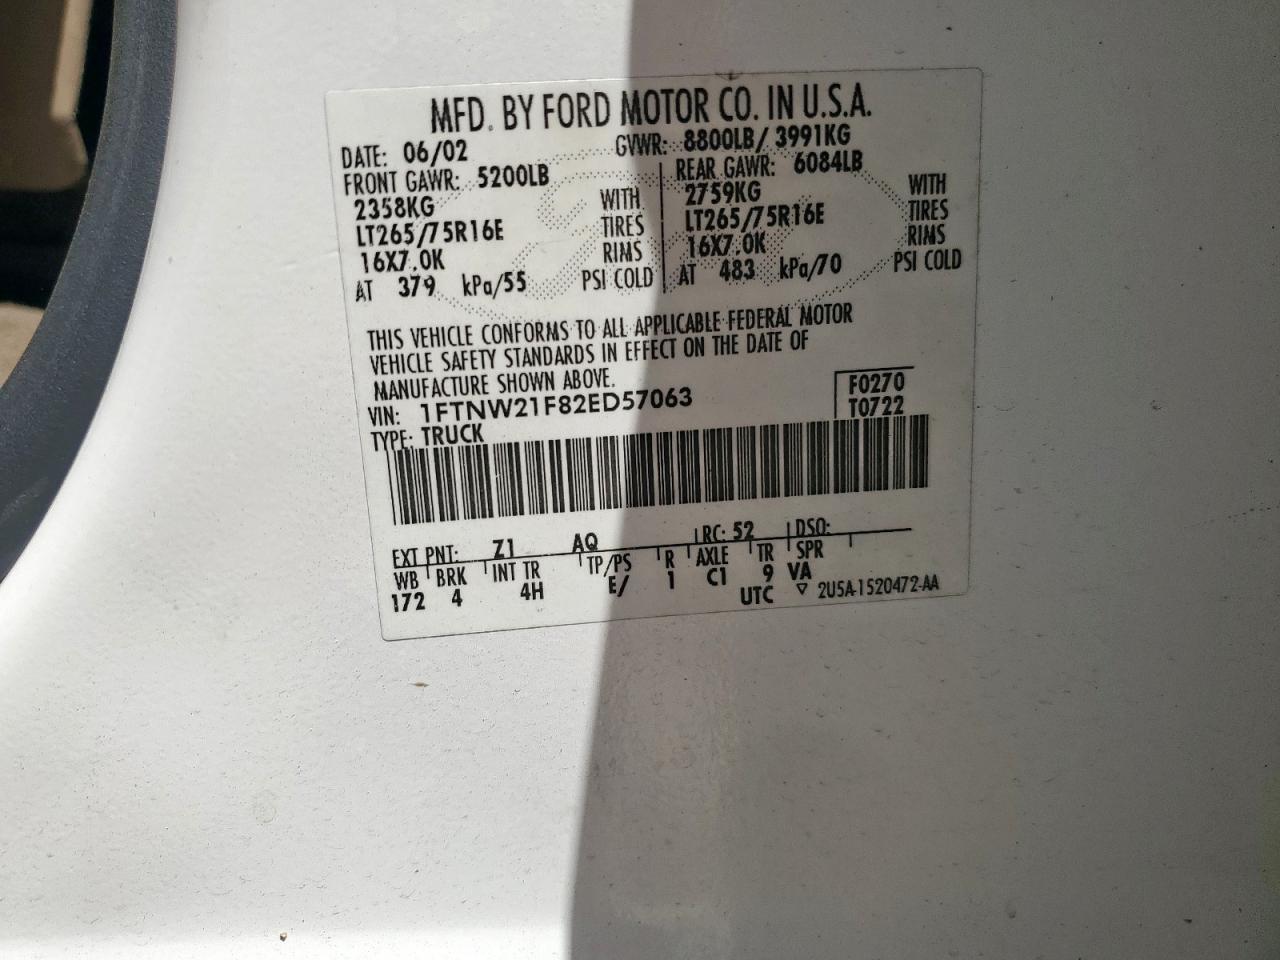 MFD. BY FORD MOTOR CO. IN U.S.A.
DATE: 06/02 GVWR: 8800LB/ 3991KG
FRONT GAWR: 5200LB REAR GAWR: 6084LB
2358KG WITH 2759KG WITH
LT265/75R16E TIRES LT265/75R16E TIRES
16X7.0K RIMS 16X7.0K RIMS
AT 379 kPa/55 PSI COLD AT 483 kPa/70 PSI COLD
THIS VEHICLE CONFORMS TO ALL APPLICABLE FEDERAL MOTOR
VEHICLE SAFETY STANDARDS IN EFFECT ON THE DATE OF
MANUFACTURE SHOWN ABOVE.
VIN: 1FTNW21F82ED57063 F0270
TYPE: TRUCK T0722
EXT PNT: Z1 AQ RC: 52 DSO:
WB BRK INT TR TP/PS R AXLE TR SPR
172 4 4H E/ 1 C1 9 VA
UTC ▽ 2U5A-1520472-AA